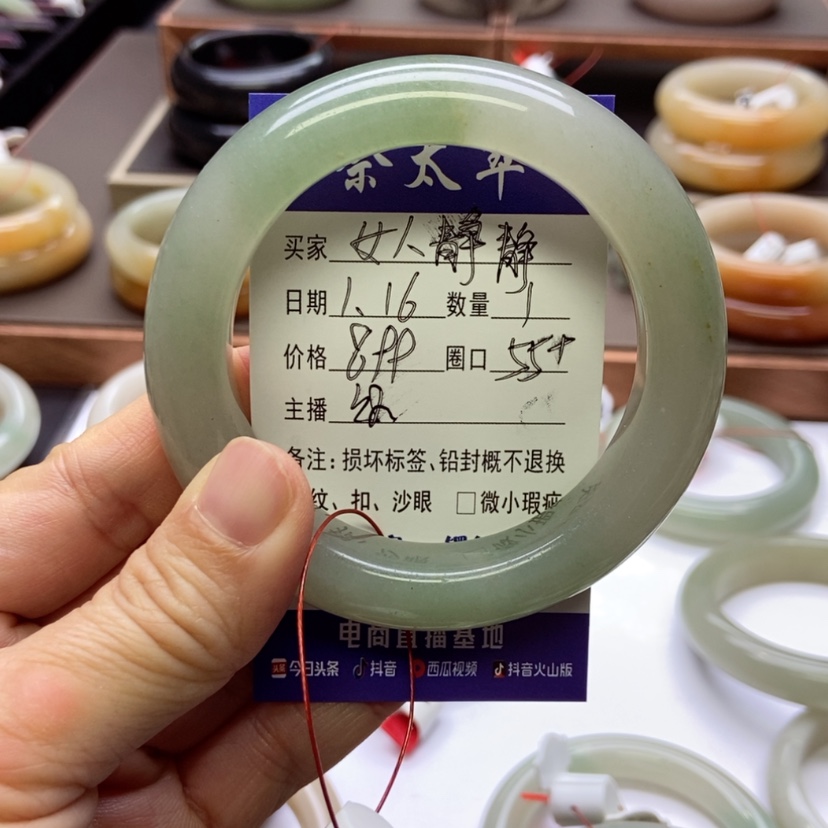 太平
买家 女人静静
日期 1.16 数量 1
价格 899 圈口 55+
主播
备注:损坏标签、铅封概不退换
纹、扣、沙眼 □微小瑕疵
电商直播基地
头条 今日头条 抖音 西瓜视频 抖音火山版